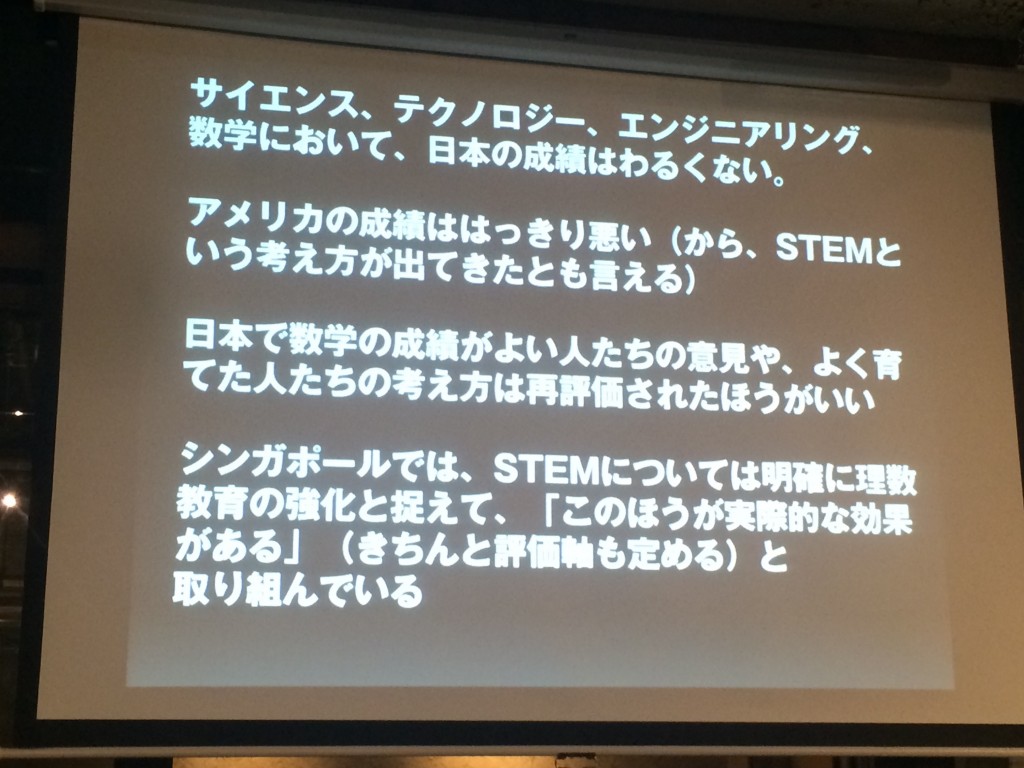 サイエンス、テクノロジー、エンジニアリング、
数学において、日本の成績はわるくない。
アメリカの成績ははっきり悪い（から、STEMと
いう考え方が出てきたとも言える）
日本で数学の成績がよい人たちの意見や、よく育
てた人たちの考え方は再評価されたほうがいい
シンガポールでは、STEMについては明確に理数
教育の強化と捉えて、「このほうが実際的な効果
がある」（きちんと評価軸も定める）と
取り組んでいる